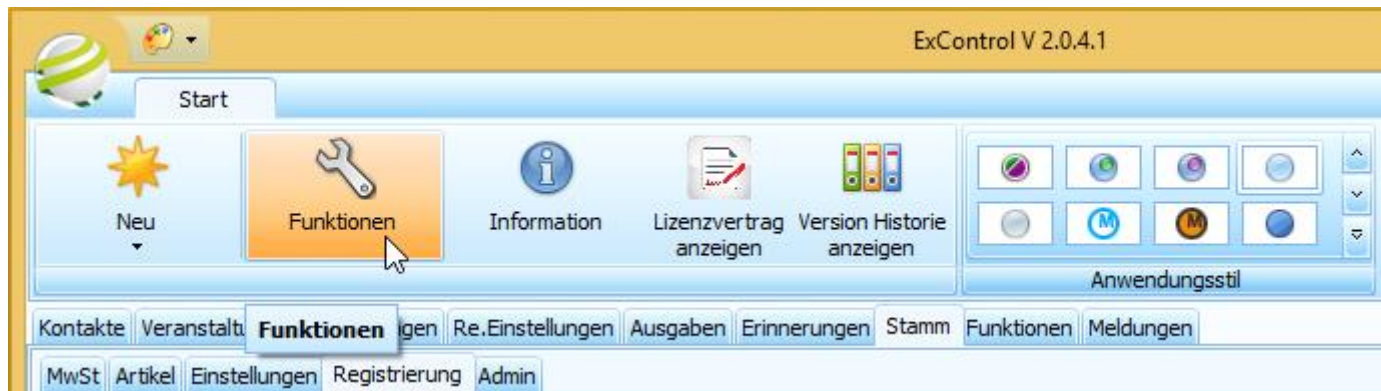 ExControl V 2.0.4.1
Start
Neu
Funktionen
Information
Lizenzvertrag
anzeigen
Version Historie
anzeigen
M
M
Anwendungsstil
Kontakte Funktionen Re.Einstellungen Ausgaben Erinnerungen Stamm Funktionen Meldungen
MwSt Artikel Einstellungen Registrierung Admin